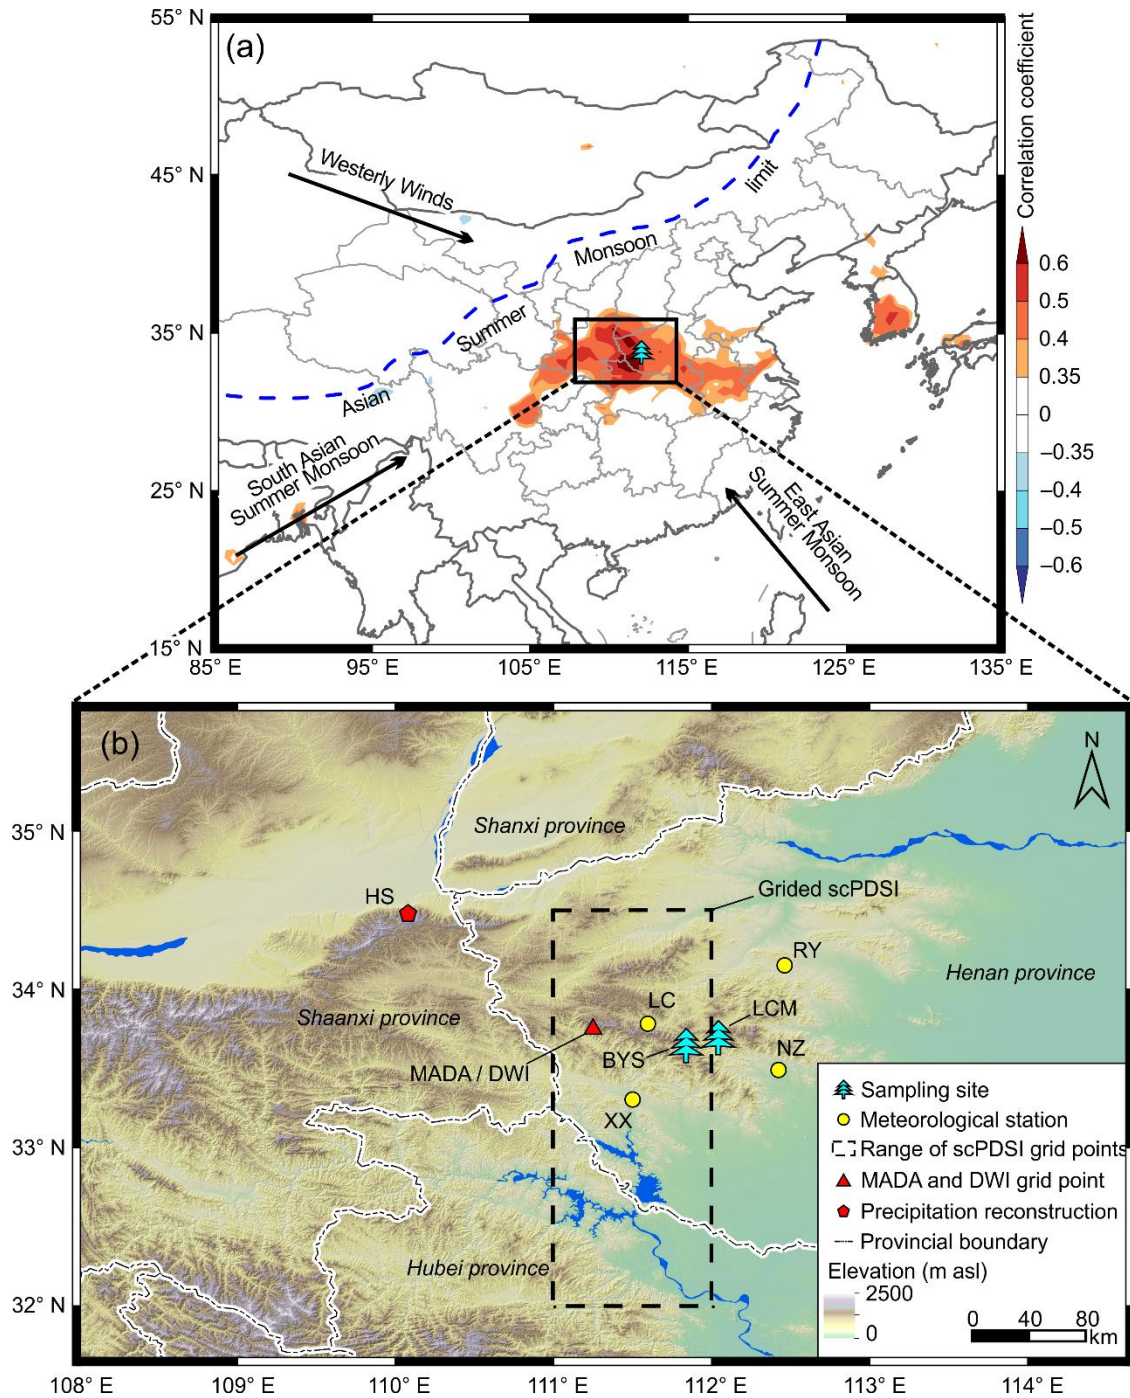 (a)
55° N
45° N
35° N
25° N
15° N
85° E
95° E
105° E
115° E
125° E
135° E
Westerly Winds
Asian
Summer
Monsoon
limit
South Asian
Summer Monsoon
East Asian
Summer Monsoon
Correlation coefficient
0.6
0.5
0.4
0.35
0
–0.35
–0.4
–0.5
–0.6
(b)
N
35° N
34° N
33° N
32° N
108° E
109° E
110° E
111° E
112° E
113° E
114° E
Shanxi province
HS
Grided scPDSI
RY
Henan province
LC
LCM
Shaanxi province
BYS
NZ
MADA / DWI
XX
Hubei province
Sampling site
Meteorological station
Range of scPDSI grid points
MADA and DWI grid point
Precipitation reconstruction
Provincial boundary
Elevation (m asl)
2500
0
0 40 80
km